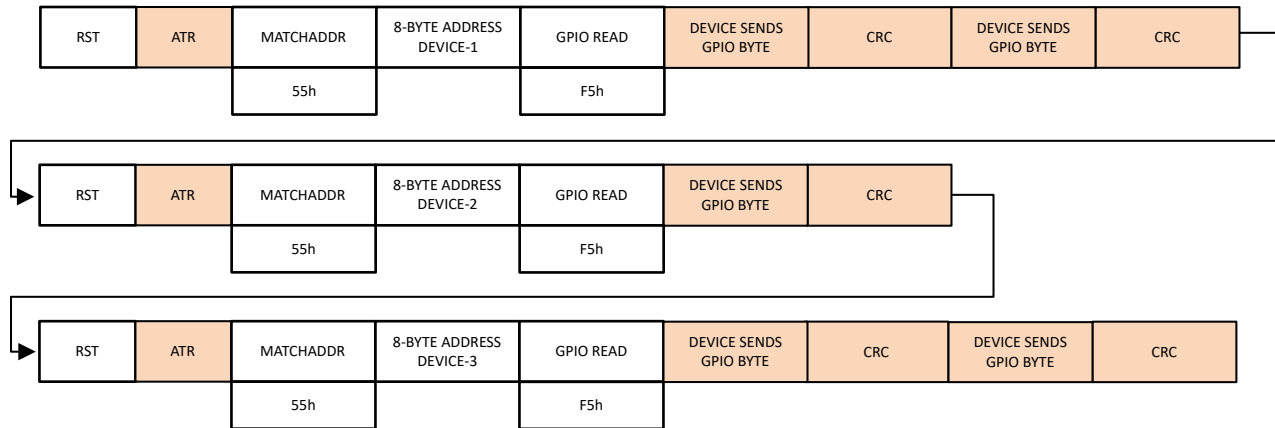 RST
ATR
MATCHADDR
8-BYTE ADDRESS
DEVICE-1
GPIO READ
DEVICE SENDS
GPIO BYTE
CRC
DEVICE SENDS
GPIO BYTE
CRC
55h
F5h
RST
ATR
MATCHADDR
8-BYTE ADDRESS
DEVICE-2
GPIO READ
DEVICE SENDS
GPIO BYTE
CRC
55h
F5h
RST
ATR
MATCHADDR
8-BYTE ADDRESS
DEVICE-3
GPIO READ
DEVICE SENDS
GPIO BYTE
CRC
DEVICE SENDS
GPIO BYTE
CRC
55h
F5h